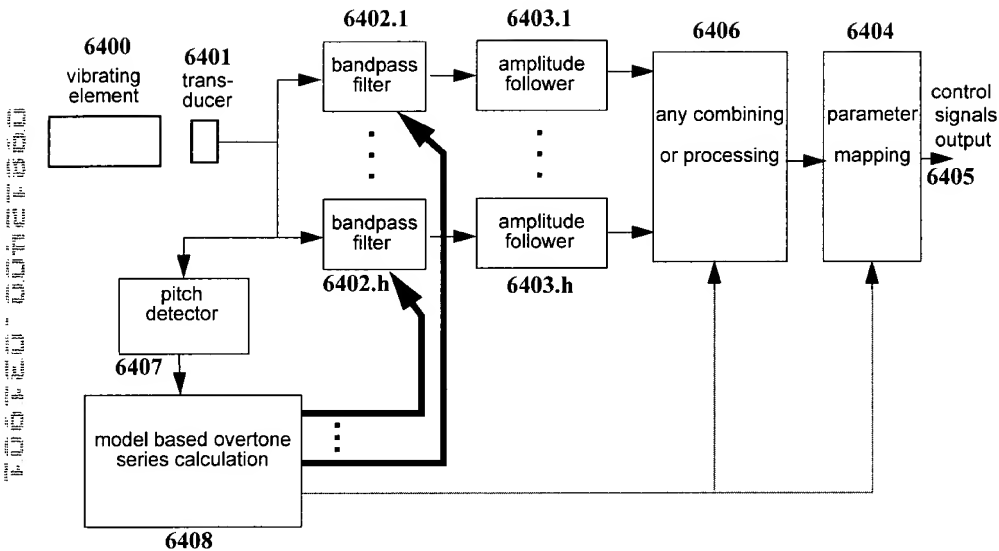 6402.1
6403.1
6406
6404
6400
vibrating
element
6401
trans-
ducer
bandpass
filter
amplitude
follower
any combining
or processing
parameter
mapping
control
signals
output
6405
bandpass
filter
amplitude
follower
6402.h
6403.h
pitch
detector
6407
model based overtone
series calculation
6408